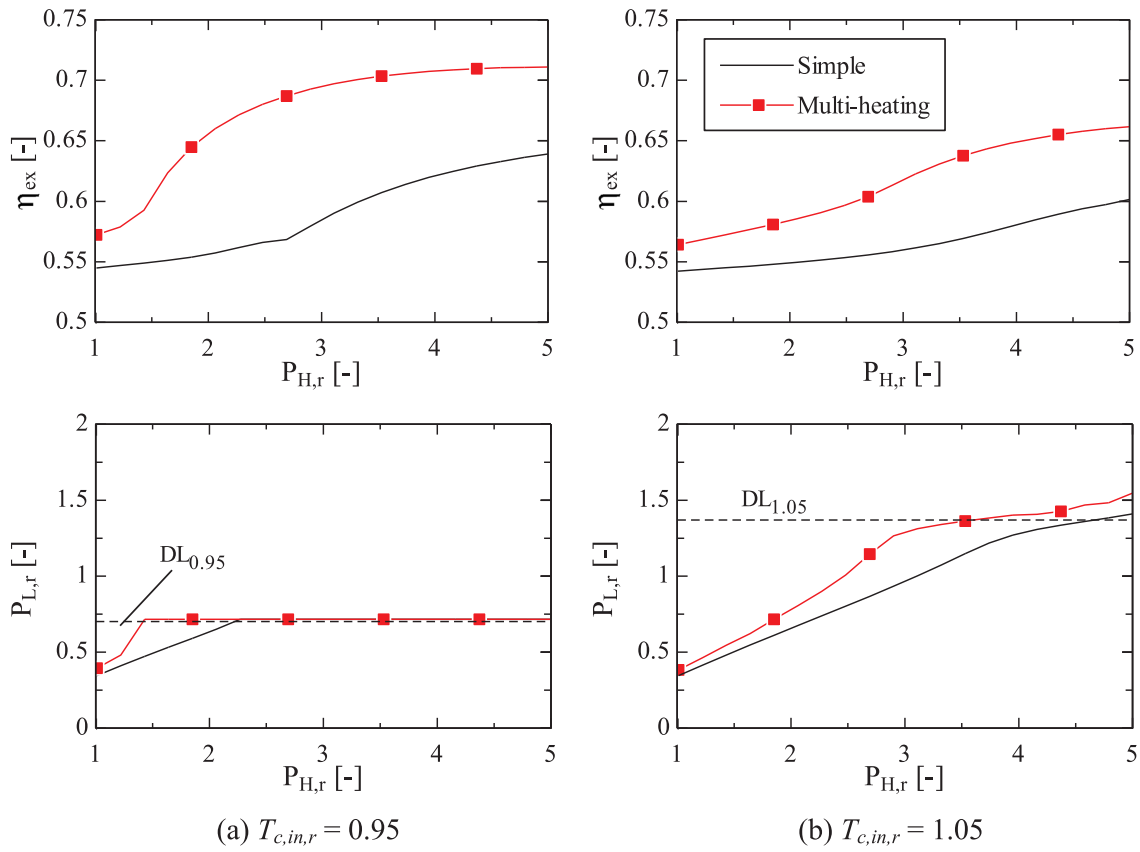 0.75
0.7
0.65
0.6
0.55
0.5
η_ex [-]
1 2 3 4 5
P_H,r [-]
0.75
0.7
0.65
0.6
0.55
0.5
η_ex [-]
Simple
Multi-heating
1 2 3 4 5
P_H,r [-]
2
1.5
1
0.5
0
P_L,r [-]
DL_0.95
1 2 3 4 5
P_H,r [-]
2
1.5
1
0.5
0
P_L,r [-]
DL_1.05
1 2 3 4 5
P_H,r [-]
(a) T_c,in,r = 0.95
(b) T_c,in,r = 1.05